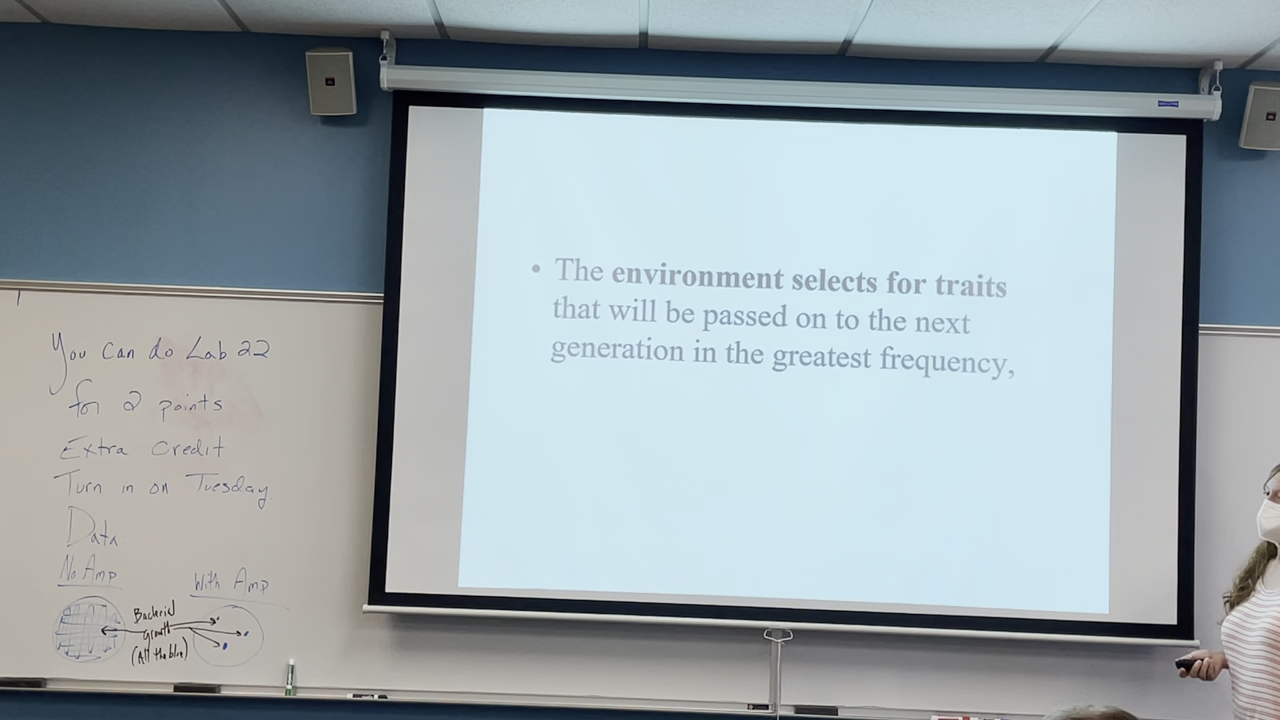 • The environment selects for traits
that will be passed on to the next
generation in the greatest frequency,
You can do Lab 22
for 2 points
Extra Credit
Turn in on Tuesday
Data
No Amp
With Amp
Bacterial
Growth
(All the blue)